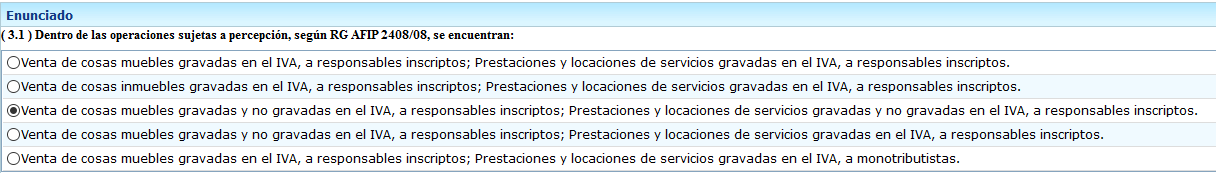 Enunciado
( 3.1 ) Dentro de las operaciones sujetas a percepción, según RG AFIP 2408/08, se encuentran:
Venta de cosas muebles gravadas en el IVA, a responsables inscriptos; Prestaciones y locaciones de servicios gravadas en el IVA, a responsables inscriptos.
Venta de cosas inmuebles gravadas en el IVA, a responsables inscriptos; Prestaciones y locaciones de servicios gravadas en el IVA, a responsables inscriptos.
Venta de cosas muebles gravadas y no gravadas en el IVA, a responsables inscriptos; Prestaciones y locaciones de servicios gravadas y no gravadas en el IVA, a responsables inscriptos.
Venta de cosas muebles gravadas y no gravadas en el IVA, a responsables inscriptos; Prestaciones y locaciones de servicios gravadas en el IVA, a responsables inscriptos.
Venta de cosas muebles gravadas en el IVA, a responsables inscriptos; Prestaciones y locaciones de servicios gravadas en el IVA, a monotributistas.